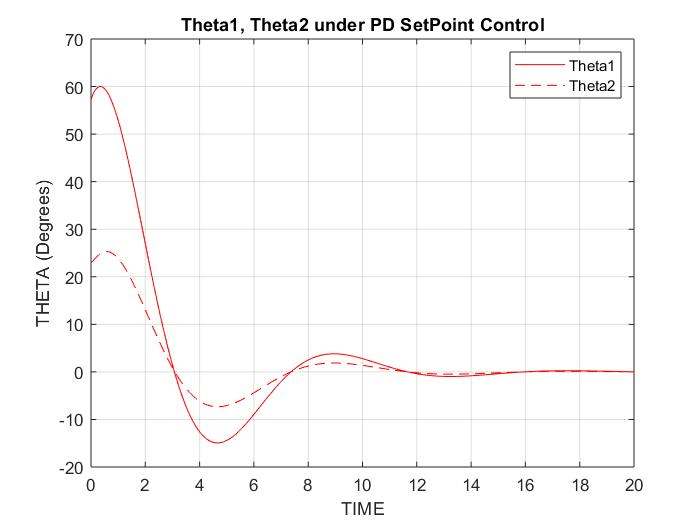 Theta1, Theta2 under PD SetPoint Control
70
60
50
40
30
20
10
0
-10
-20
THETA (Degrees)
Theta1
Theta2
0 2 4 6 8 10 12 14 16 18 20
TIME